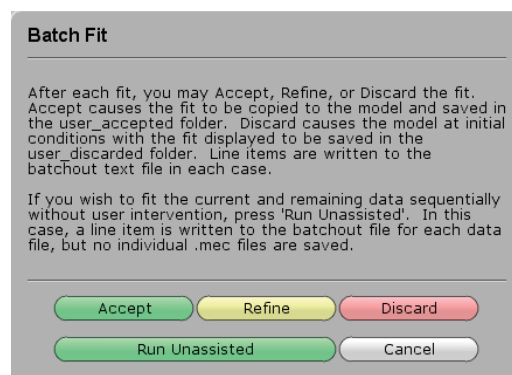 Batch Fit
After each fit, you may Accept, Refine, or Discard the fit.
Accept causes the fit to be copied to the model and saved in
the user_accepted folder.  Discard causes the model at initial
conditions with the fit displayed to be saved in the
user_discarded folder.  Line items are written to the
batchout text file in each case.
If you wish to fit the current and remaining data sequentially
without user intervention, press 'Run Unassisted'.  In this
case, a line item is written to the batchout file for each data
file, but no individual .mec files are saved.
Accept Refine Discard
Run Unassisted Cancel